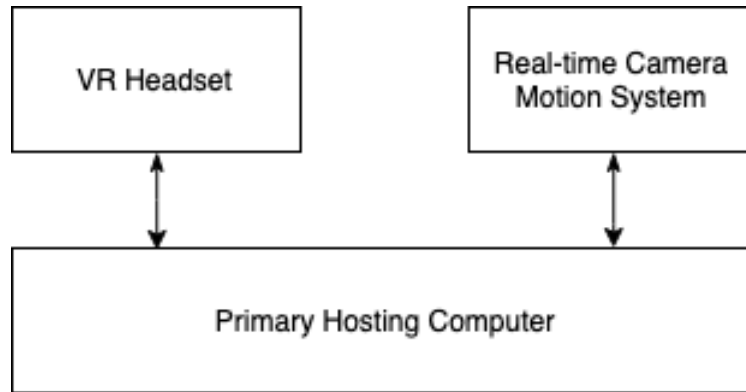 VR Headset
Real-time Camera
Motion System
Primary Hosting Computer